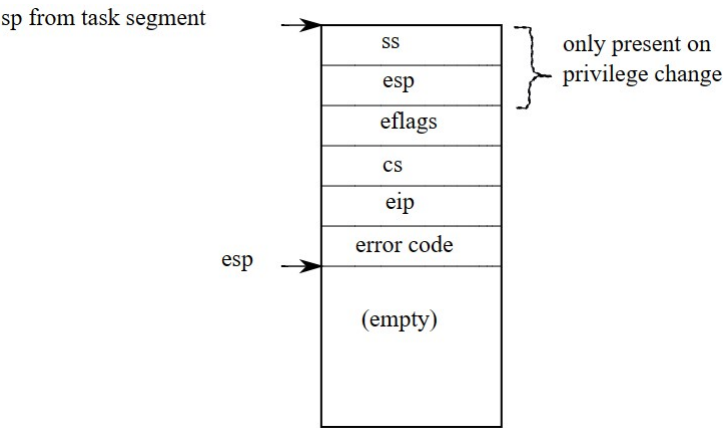 sp from task segment
ss
only present on
privilege change
esp
eflags
cs
eip
error code
esp
(empty)